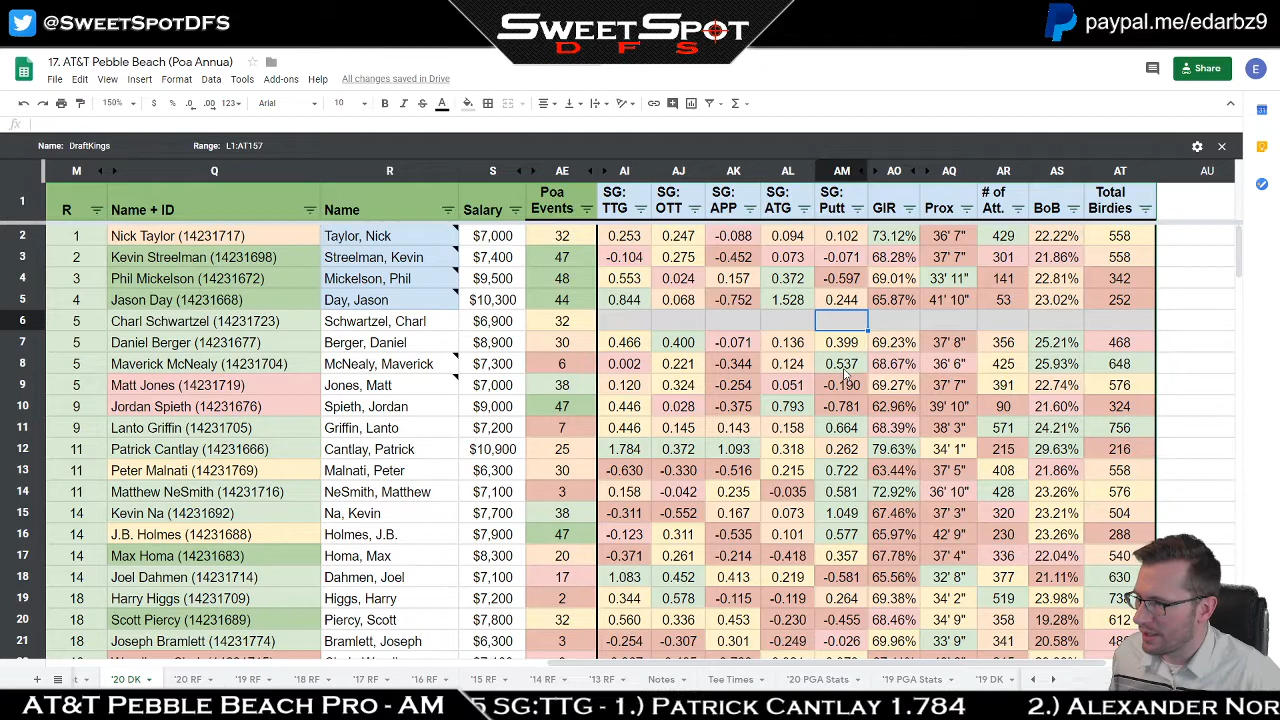 @SWEETSPOTDFS
SWEETSPOT
DFS
paypal.me/edarbz9
17. AT&T Pebble Beach (Poa Annua)
File Edit View Insert Format Data Tools Add-ons Help All changes saved in Drive
Share
E
150% $ % .0 .00 123 Arial 10 B I S A
fx
Name: DraftKings Range: L1:AT157
M Q R S AE AI AJ AK AL AM AO AQ AR AS AT AU
1 R Name + ID Name Salary Poa Events SG: TTG SG: OTT SG: APP SG: ATG SG: Putt GIR Prox # of Att. BoB Total Birdies
2 1 Nick Taylor (14231717) Taylor, Nick $7,000 32 0.253 0.247 -0.088 0.094 0.102 73.12% 36' 7" 429 22.22% 558
3 2 Kevin Streelman (14231698) Streelman, Kevin $7,400 47 -0.104 0.275 -0.452 0.073 -0.071 68.28% 37' 7" 301 21.86% 558
4 3 Phil Mickelson (14231672) Mickelson, Phil $9,500 48 0.553 0.024 0.157 0.372 -0.597 69.01% 33' 11" 141 22.81% 342
5 4 Jason Day (14231668) Day, Jason $10,300 44 0.844 0.068 -0.752 1.528 0.244 65.87% 41' 10" 53 23.02% 252
6 5 Charl Schwartzel (14231723) Schwartzel, Charl $6,900 32
7 5 Daniel Berger (14231677) Berger, Daniel $8,900 30 0.466 0.400 -0.071 0.136 0.399 69.23% 37' 8" 356 25.21% 468
8 5 Maverick McNealy (14231704) McNealy, Maverick $7,300 6 0.002 0.221 -0.344 0.124 0.537 68.67% 36' 6" 425 25.93% 648
9 5 Matt Jones (14231719) Jones, Matt $7,000 38 0.120 0.324 -0.254 0.051 -0.190 69.27% 37' 7" 391 22.74% 576
10 9 Jordan Spieth (14231676) Spieth, Jordan $9,000 47 0.446 0.028 -0.375 0.793 -0.781 62.96% 39' 10" 90 21.60% 324
11 9 Lanto Griffin (14231705) Griffin, Lanto $7,200 7 0.446 0.145 0.143 0.158 0.664 68.39% 38' 3" 571 24.21% 756
12 11 Patrick Cantlay (14231666) Cantlay, Patrick $10,900 25 1.784 0.372 1.093 0.318 0.262 79.63% 34' 1" 215 29.63% 216
13 11 Peter Malnati (14231769) Malnati, Peter $6,300 30 -0.630 -0.330 -0.516 0.215 0.722 63.44% 37' 5" 408 21.86% 558
14 11 Matthew NeSmith (14231716) NeSmith, Matthew $7,100 3 0.158 -0.042 0.235 -0.035 0.581 72.92% 36' 10" 428 23.26% 576
15 14 Kevin Na (14231692) Na, Kevin $7,700 38 -0.311 -0.552 0.167 0.073 1.049 67.46% 37' 3" 320 23.21% 504
16 14 J.B. Holmes (14231688) Holmes, J.B. $7,900 47 -0.123 0.311 -0.535 0.101 0.577 65.97% 42' 9" 230 23.66% 288
17 14 Max Homa (14231683) Homa, Max $8,300 20 -0.371 0.261 -0.214 -0.418 0.357 67.78% 37' 4" 336 22.04% 540
18 14 Joel Dahmen (14231714) Dahmen, Joel $7,100 17 1.083 0.452 0.413 0.219 -0.581 65.56% 32' 8" 377 21.11% 630
19 18 Harry Higgs (14231709) Higgs, Harry $7,200 2 0.344 0.578 -0.115 -0.119 0.264 69.38% 34' 2" 519 23.98% 738
20 18 Scott Piercy (14231689) Piercy, Scott $7,800 32 0.560 0.336 0.453 -0.230 -0.455 68.46% 34' 9" 358 19.28% 612
21 18 Joseph Bramlett (14231774) Bramlett, Joseph $6,300 3 -0.254 -0.307 0.301 -0.249 -0.026 69.96% 33' 9" 341 20.58%
'20 DK '20 RF '19 RF '18 RF '17 RF '16 RF '15 RF '14 RF '13 RF Notes Tee Times '20 PGA Stats '19 PGA Stats '19 DK
AT&T PEBBLE BEACH PRO - AM 5 SG:TTG - 1.) PATRICK CANTLAY 1.784 2.) ALEXANDER NOR